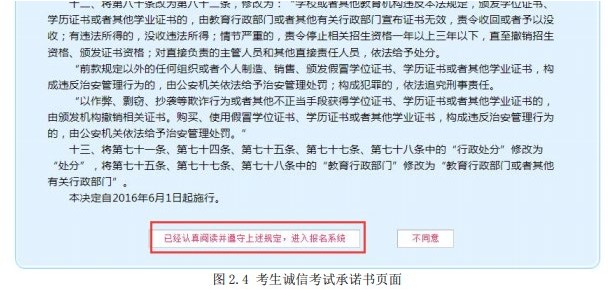 十二、将第八十条改为第八十二条，修改为："学校或者其他教育机构违反本法规定，颁发学位证书、
学历证书或者其他学业证书的，由教育行政部门或者其他有关行政部门宣布证书无效，责令收回或者予以没
收；有违法所得的，没收违法所得；情节严重的，责令停止相关招生资格一年以上三年以下，直至撤销招生
资格、颁发证书资格；对直接负责的主管人员和其他直接责任人员，依法给予处分。
"前款规定以外的任何组织或者个人制造、销售、颁发假冒学位证书、学历证书或者其他学业证书，构
成违反治安管理行为的，由公安机关依法给予治安管理处罚；构成犯罪的，依法追究刑事责任。
"以作弊、剽窃、抄袭等欺诈行为或者其他不正当手段获得学位证书、学历证书或者其他学业证书的，
由颁发机构撤销相关证书。购买、使用假冒学位证书、学历证书或者其他学业证书，构成违反治安管理行为
的，由公安机关依法给予治安管理处罚。"
十三、将第七十一条、第七十四条、第七十五条、第七十七条、第七十八条中的"行政处分"修改为
"处分"，将第七十五条、第七十七条、第七十八条中的"教育行政部门"修改为"教育行政部门或者其他
有关行政部门"。
本决定自2016年6月1日起施行。
已经认真阅读并遵守上述规定，进入报名系统
不同意
图 2.4 考生诚信考试承诺书页面